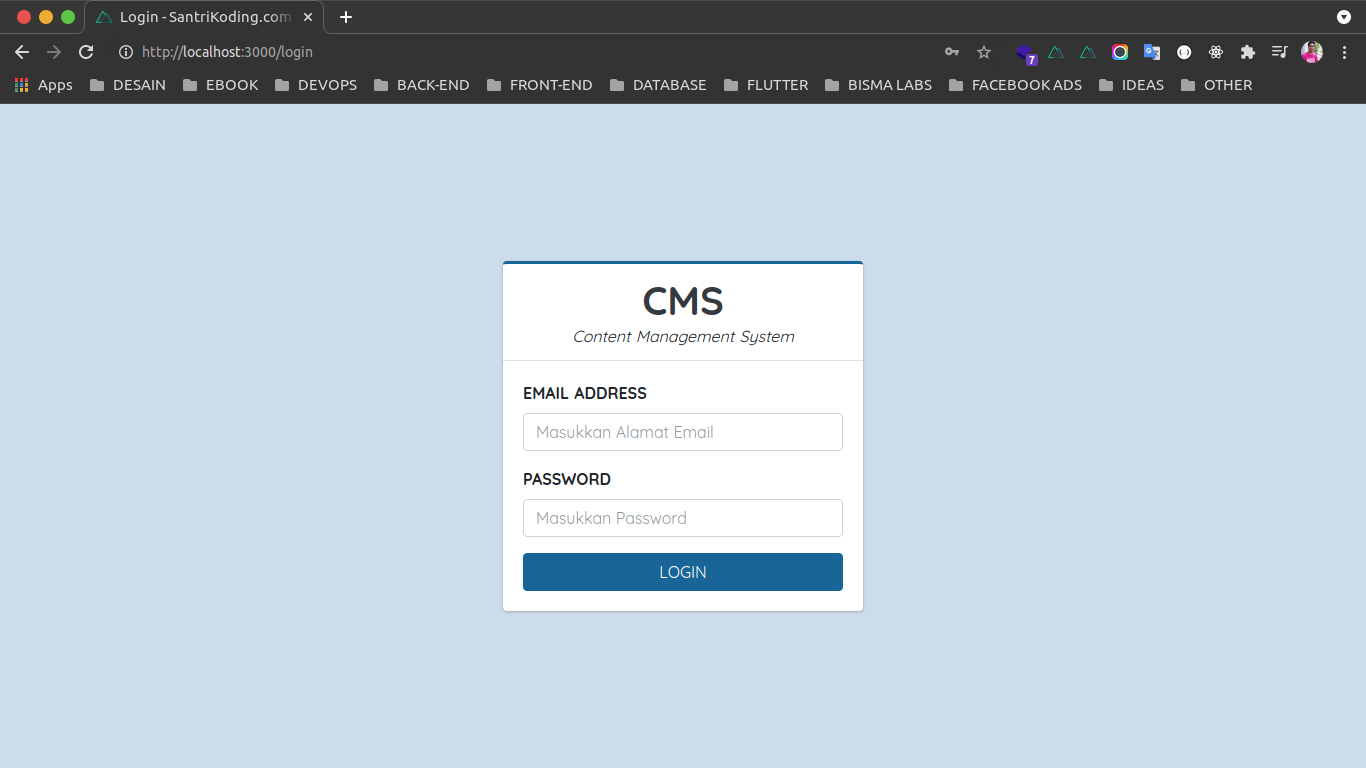 Login - SantriKoding.com
http://localhost:3000/login
7
Apps DESAIN EBOOK DEVOPS BACK-END FRONT-END DATABASE FLUTTER BISMA LABS FACEBOOK ADS IDEAS OTHER
CMS
Content Management System
EMAIL ADDRESS
Masukkan Alamat Email
PASSWORD
Masukkan Password
LOGIN